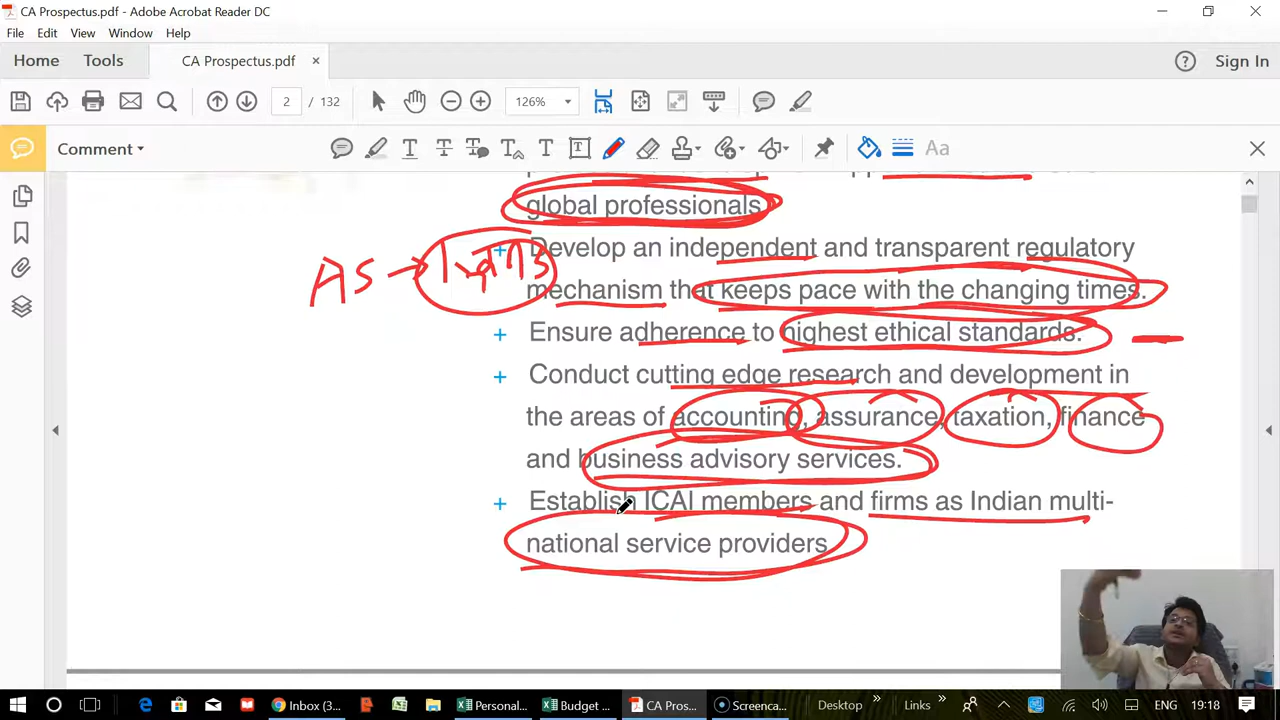 CA Prospectus.pdf - Adobe Acrobat Reader DC
File Edit View Window Help
Home Tools CA Prospectus.pdf × Sign In
2 / 132 126%
Comment Aa
global professionals.
+ Develop an independent and transparent regulatory
mechanism that keeps pace with the changing times.
AS →
+ Ensure adherence to highest ethical standards.
+ Conduct cutting edge research and development in
the areas of accounting, assurance, taxation, finance
and business advisory services.
+ Establish ICAI members and firms as Indian multi-
national service providers
Inbox (3... Personal... Budget ... CA Pros... Screenca... Desktop » Links » ENG 19:18